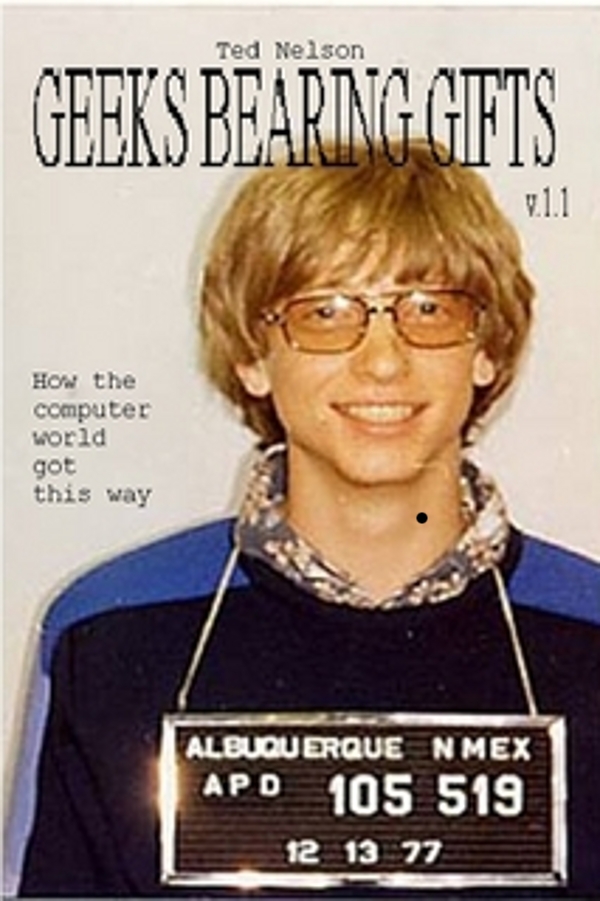 Ted Nelson
GEEKS BEARING GIFTS
v.1.1
How the
computer
world
got
this way
ALBUQUERQUE NMEX
APD 105 519
12 13 77